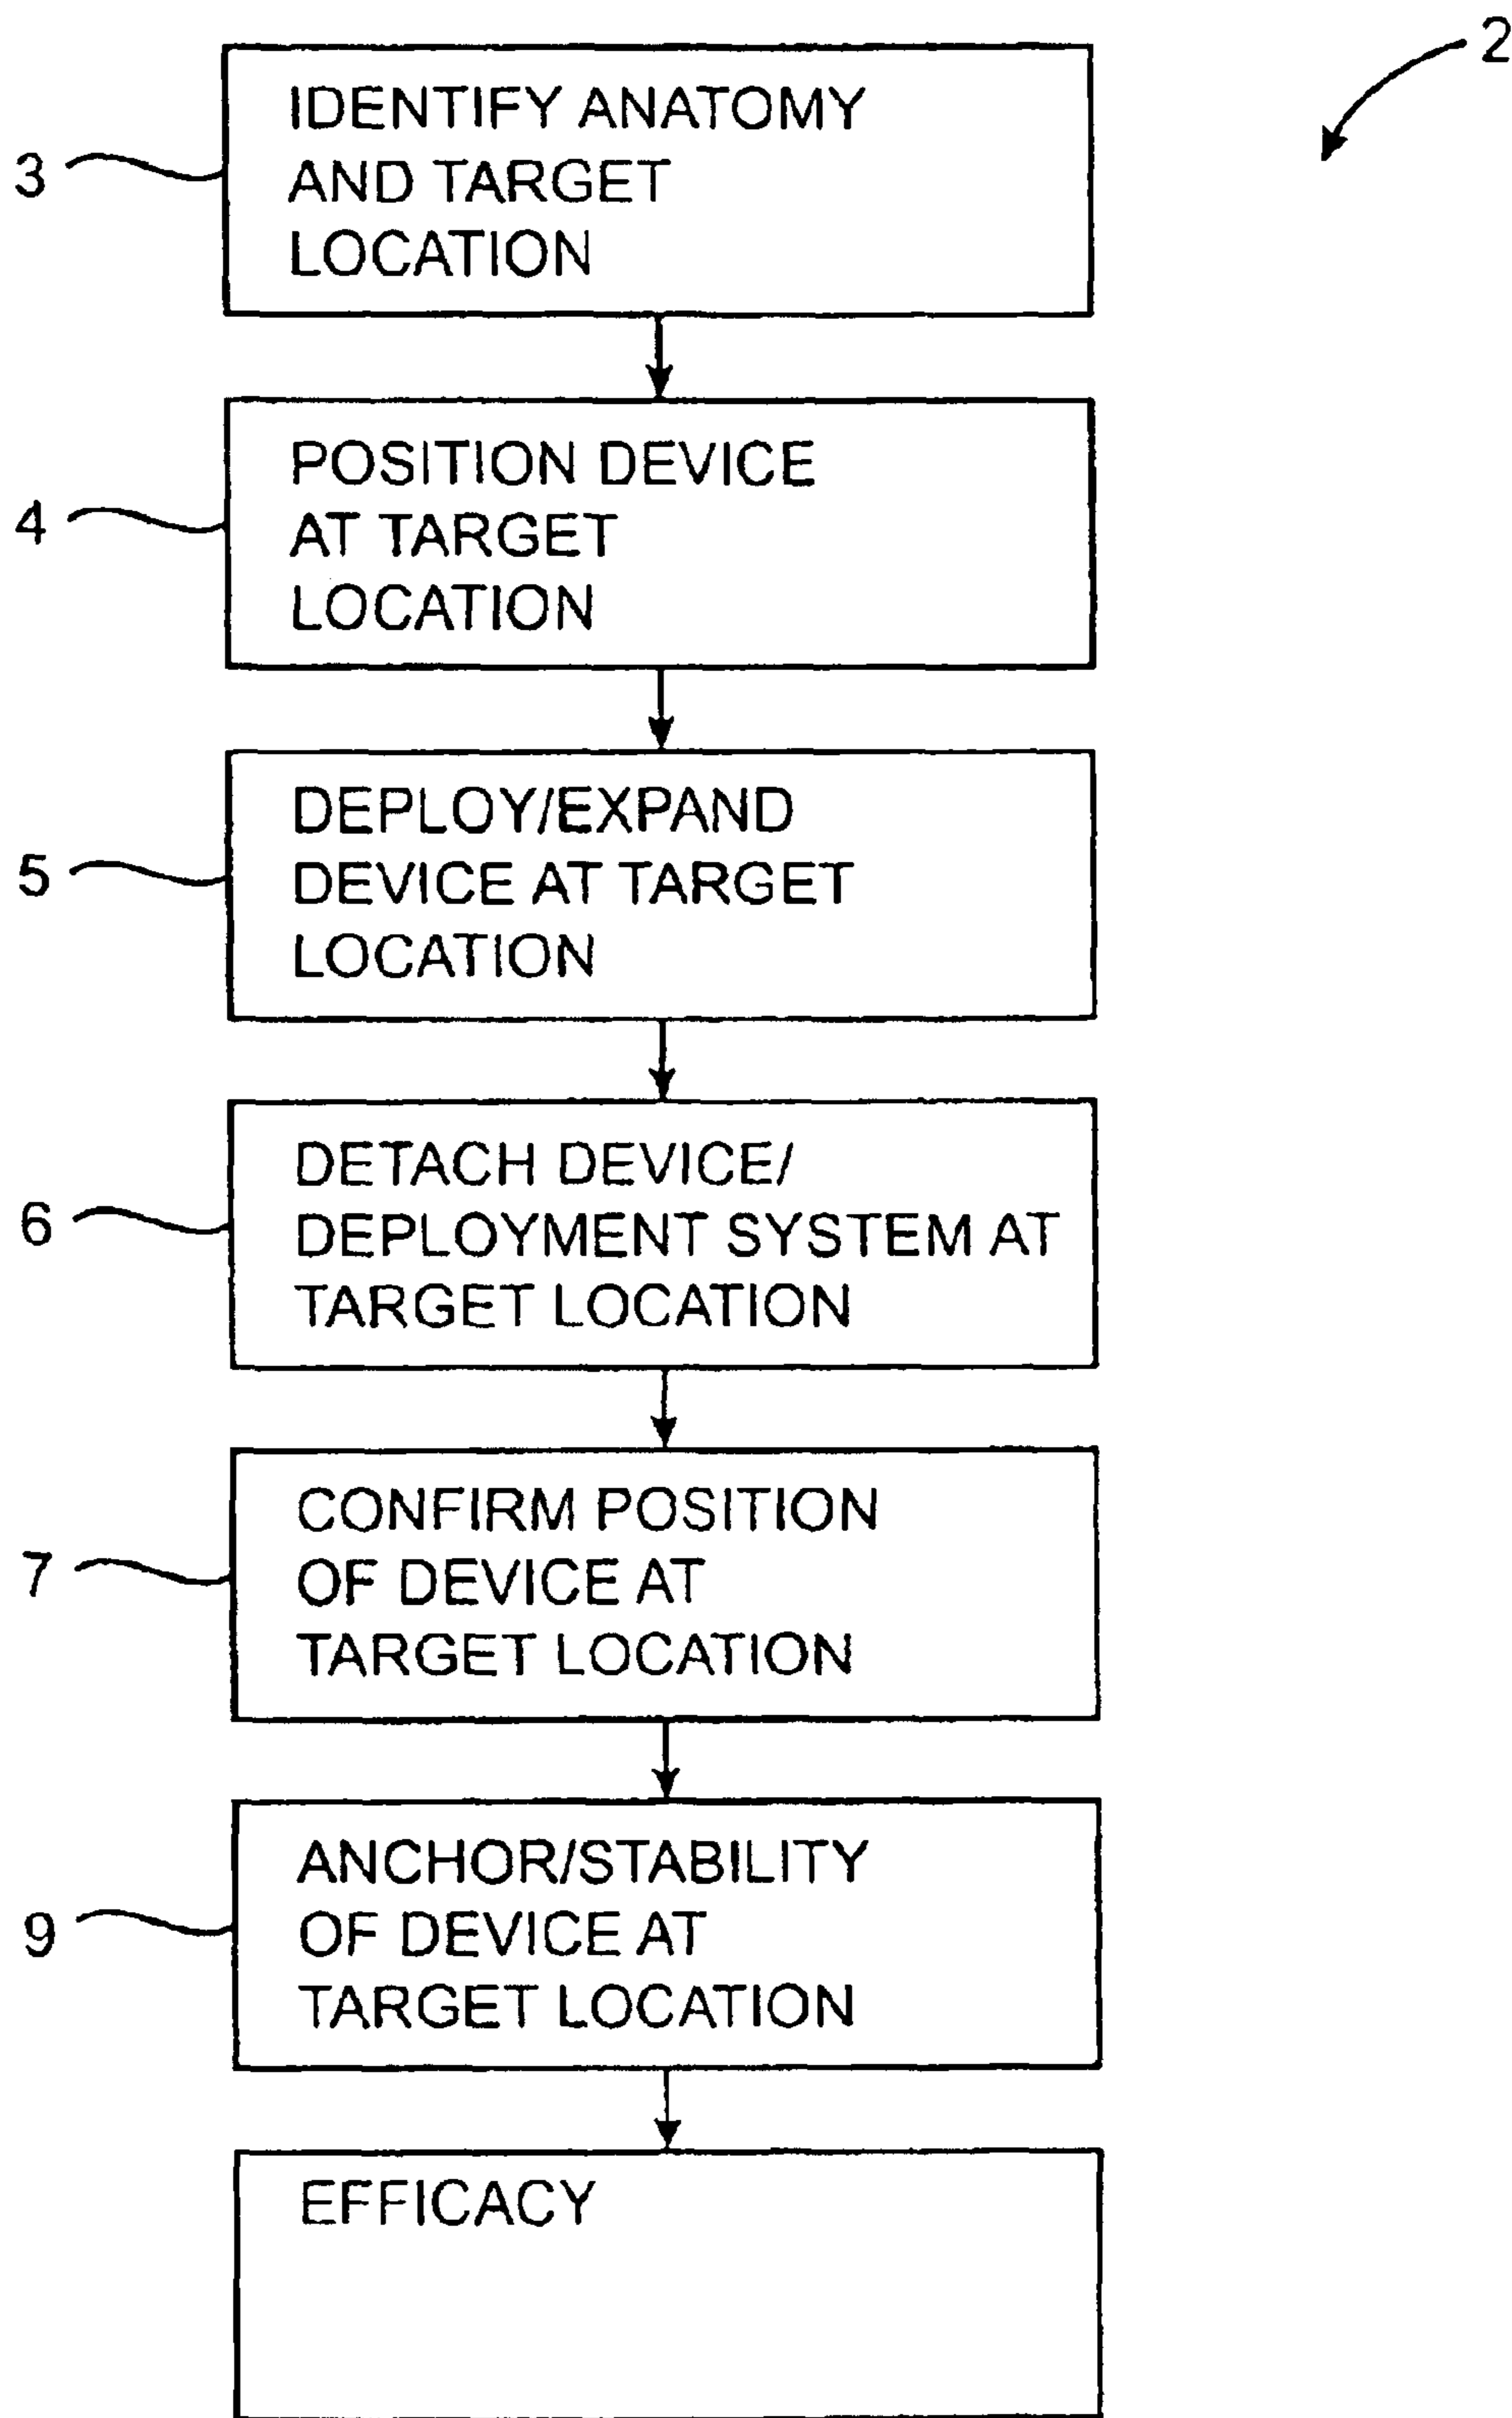 2
3
IDENTIFY ANATOMY
AND TARGET
LOCATION
4
POSITION DEVICE
AT TARGET
LOCATION
5
DEPLOY/EXPAND
DEVICE AT TARGET
LOCATION
6
DETACH DEVICE/
DEPLOYMENT SYSTEM AT
TARGET LOCATION
7
CONFIRM POSITION
OF DEVICE AT
TARGET LOCATION
9
ANCHOR/STABILITY
OF DEVICE AT
TARGET LOCATION
EFFICACY